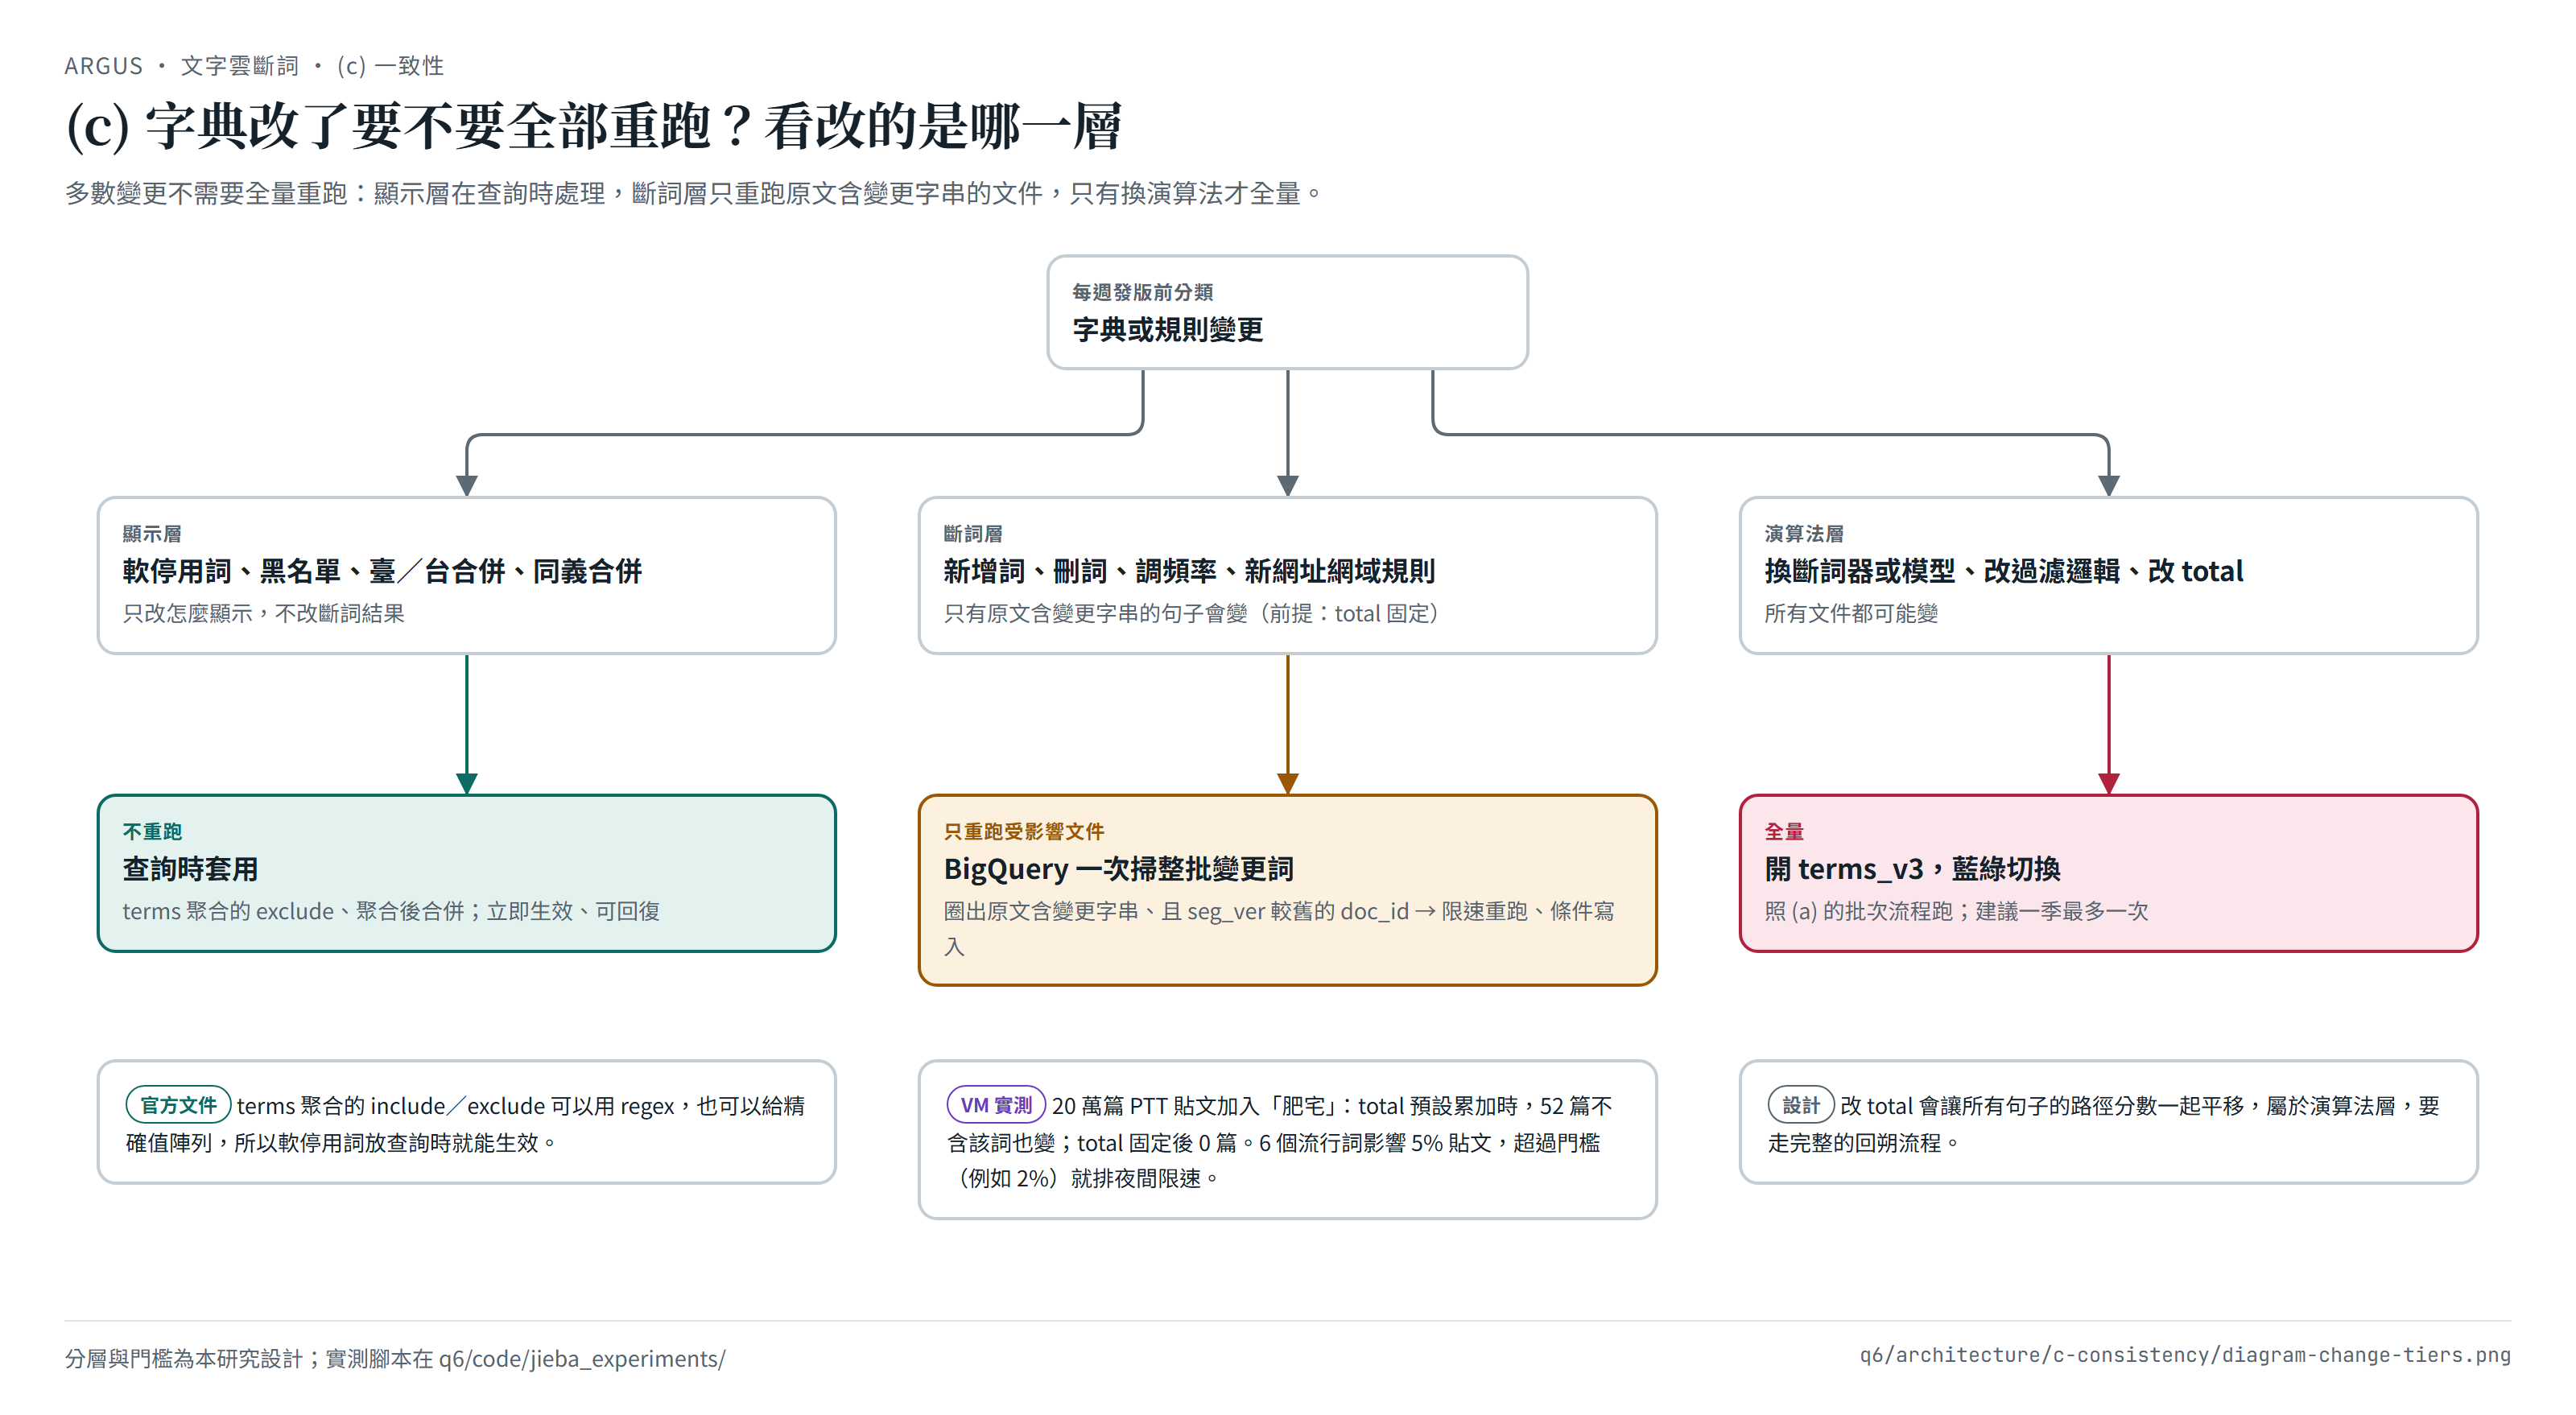 ARGUS · 文字雲斷詞 · (c) 一致性
(c) 字典改了要不要全部重跑？看改的是哪一層
多數變更不需要全量重跑：顯示層在查詢時處理，斷詞層只重跑原文含變更字串的文件，只有換演算法才全量。
每週發版前分類
字典或規則變更
顯示層
軟停用詞、黑名單、臺／台合併、同義合併
只改怎麼顯示，不改斷詞結果
斷詞層
新增詞、刪詞、調頻率、新網址網域規則
只有原文含變更字串的句子會變（前提：total 固定）
演算法層
換斷詞器或模型、改過濾邏輯、改 total
所有文件都可能變
不重跑
查詢時套用
terms 聚合的 exclude、聚合後合併；立即生效、可回復
只重跑受影響文件
BigQuery 一次掃整批變更詞
圈出原文含變更字串、且 seg_ver 較舊的 doc_id → 限速重跑、條件寫
入
全量
開 terms_v3，藍綠切換
照 (a) 的批次流程跑；建議一季最多一次
官方文件 terms 聚合的 include／exclude 可以用 regex，也可以給精
確值陣列，所以軟停用詞放查詢時就能生效。
VM 實測 20 萬篇 PTT 貼文加入「肥宅」：total 預設累加時，52 篇不
含該詞也變；total 固定後 0 篇。6 個流行詞影響 5% 貼文，超過門檻
（例如 2%）就排夜間限速。
設計 改 total 會讓所有句子的路徑分數一起平移，屬於演算法層，要
走完整的回朔流程。
分層與門檻為本研究設計；實測腳本在 q6/code/jieba_experiments/
q6/architecture/c-consistency/diagram-change-tiers.png